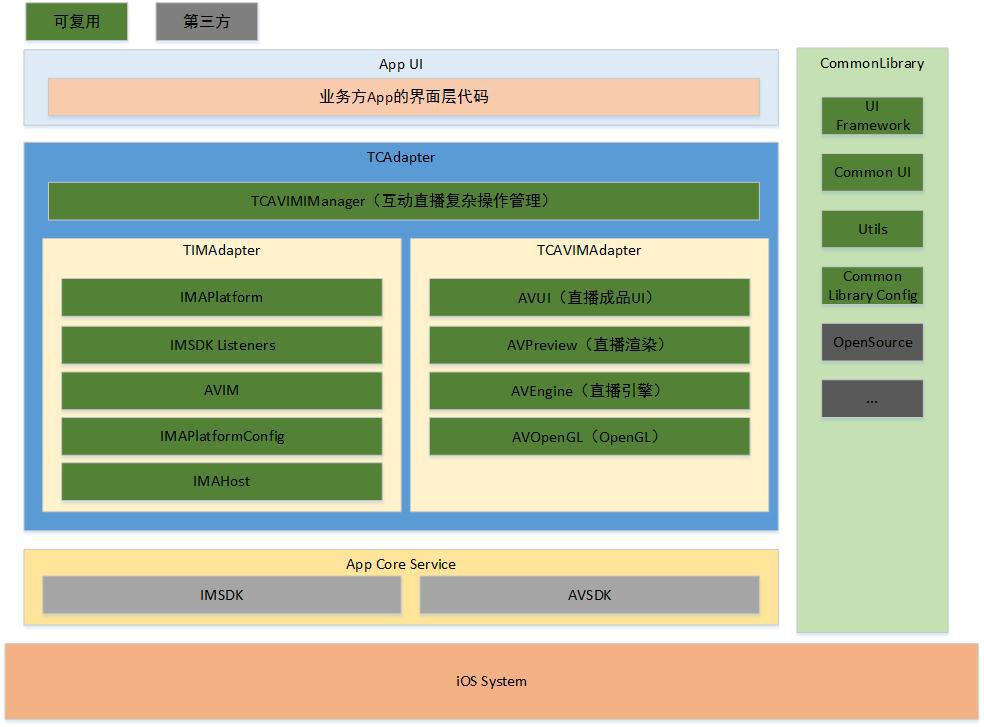 可复用
第三方
App UI
业务方App的界面层代码
TCAdapter
TCAVIMIManager（互动直播复杂操作管理）
TIMAdapter
IMAPlatform
IMSDK Listeners
AVIM
IMAPlatformConfig
IMAHost
TCAVIMAdapter
AVUI（直播成品UI）
AVPreview（直播渲染）
AVEngine（直播引擎）
AVOpenGL（OpenGL）
App Core Service
IMSDK
AVSDK
CommonLibrary
UI
Framework
Common UI
Utils
Common
Library Config
OpenSource
...
iOS System